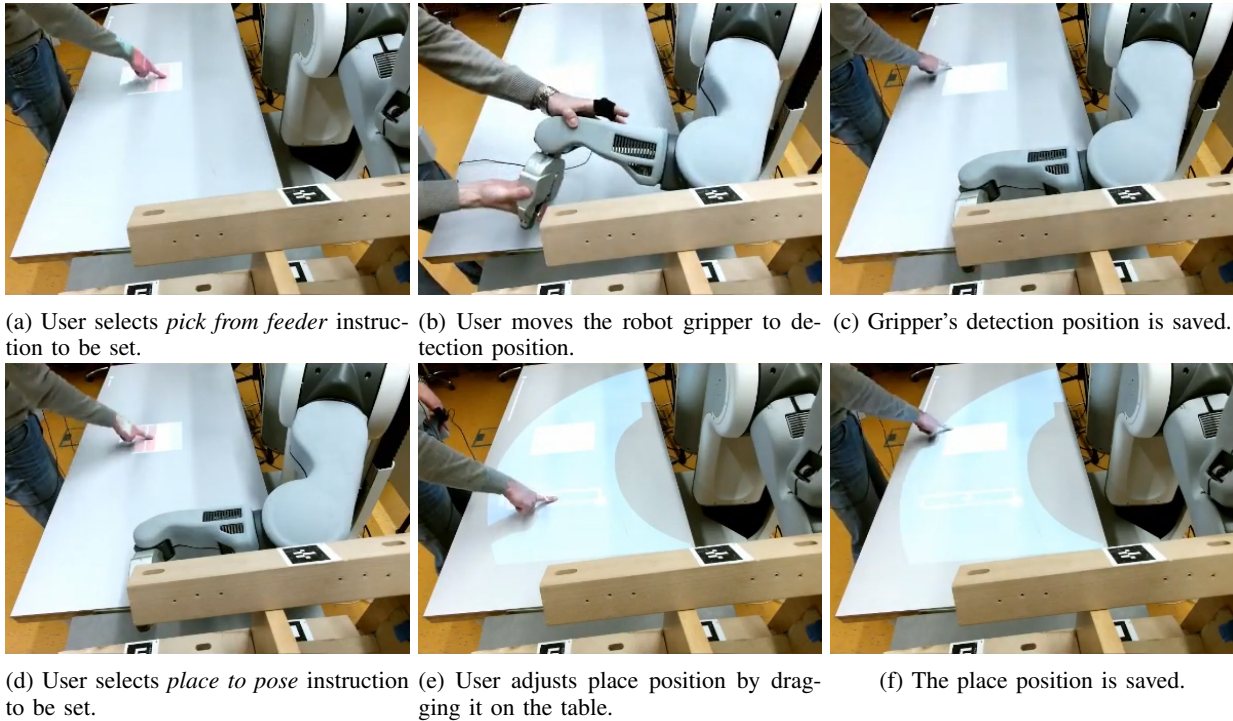 (a) User selects pick from feeder instruc-
tion to be set.
(b) User moves the robot gripper to de-
tection position.
(c) Gripper's detection position is saved.
(d) User selects place to pose instruction
to be set.
(e) User adjusts place position by drag-
ging it on the table.
(f) The place position is saved.